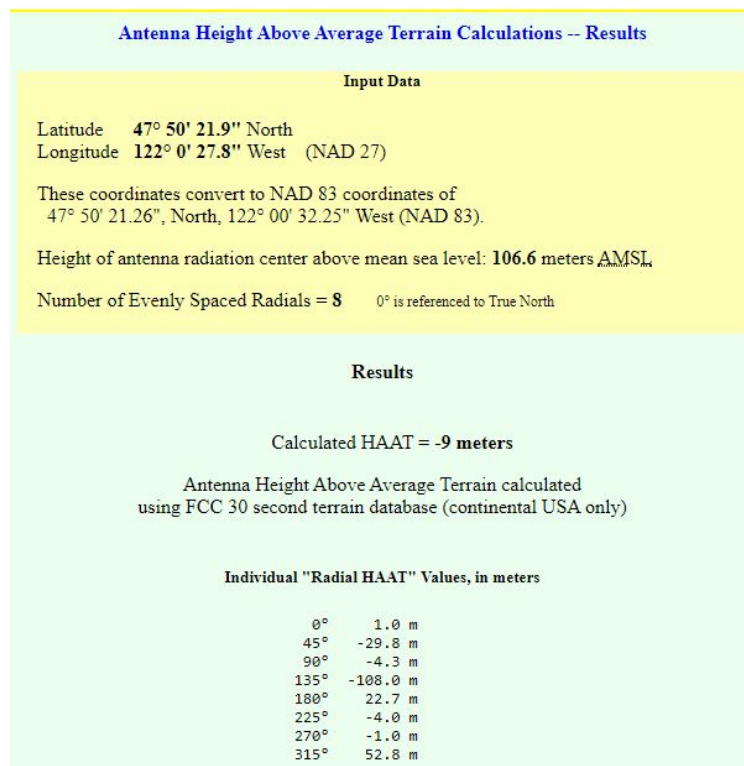 Antenna Height Above Average Terrain Calculations -- Results
Input Data
Latitude 47° 50' 21.9" North
Longitude 122° 0' 27.8" West (NAD 27)
These coordinates convert to NAD 83 coordinates of
47° 50' 21.26", North, 122° 00' 32.25" West (NAD 83).
Height of antenna radiation center above mean sea level: 106.6 meters AMSL
Number of Evenly Spaced Radials = 8 0° is referenced to True North
Results
Calculated HAAT = -9 meters
Antenna Height Above Average Terrain calculated
using FCC 30 second terrain database (continental USA only)
Individual "Radial HAAT" Values, in meters
0° 1.0 m
45° -29.8 m
90° -4.3 m
135° -108.0 m
180° 22.7 m
225° -4.0 m
270° -1.0 m
315° 52.8 m